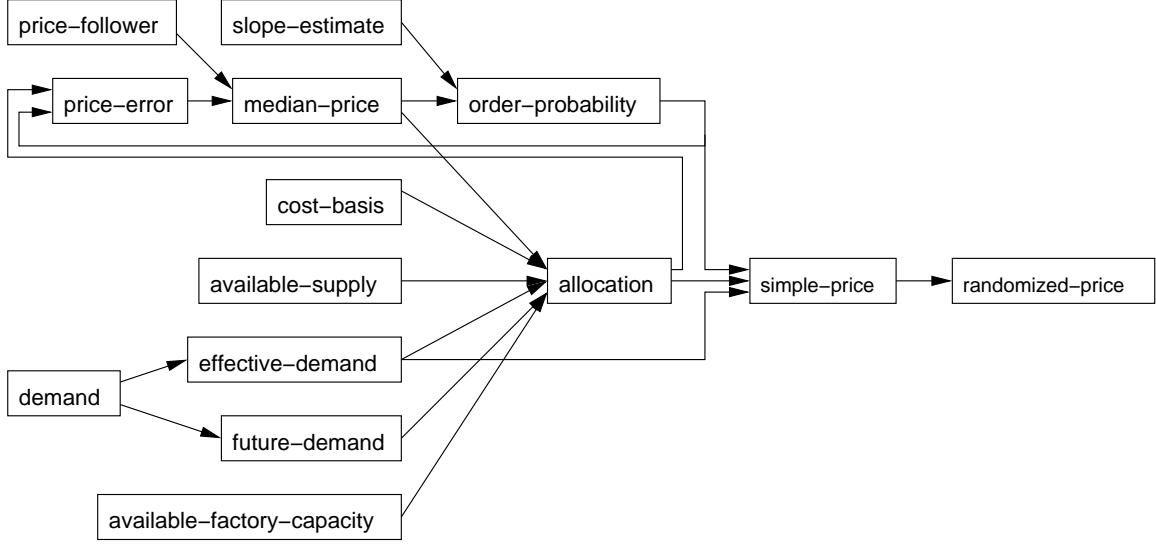 price−follower
slope−estimate
price−error
median−price
order−probability
cost−basis
available−supply
allocation
simple−price
randomized−price
effective−demand
demand
future−demand
available−factory−capacity